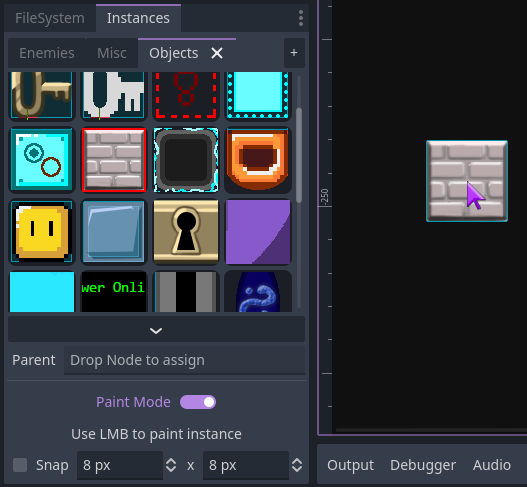 FileSystem Instances
Enemies Misc Objects +
wer Onli
Parent Drop Node to assign
Paint Mode
Use LMB to paint instance
Snap 8 px x 8 px
-250
Output Debugger Audio